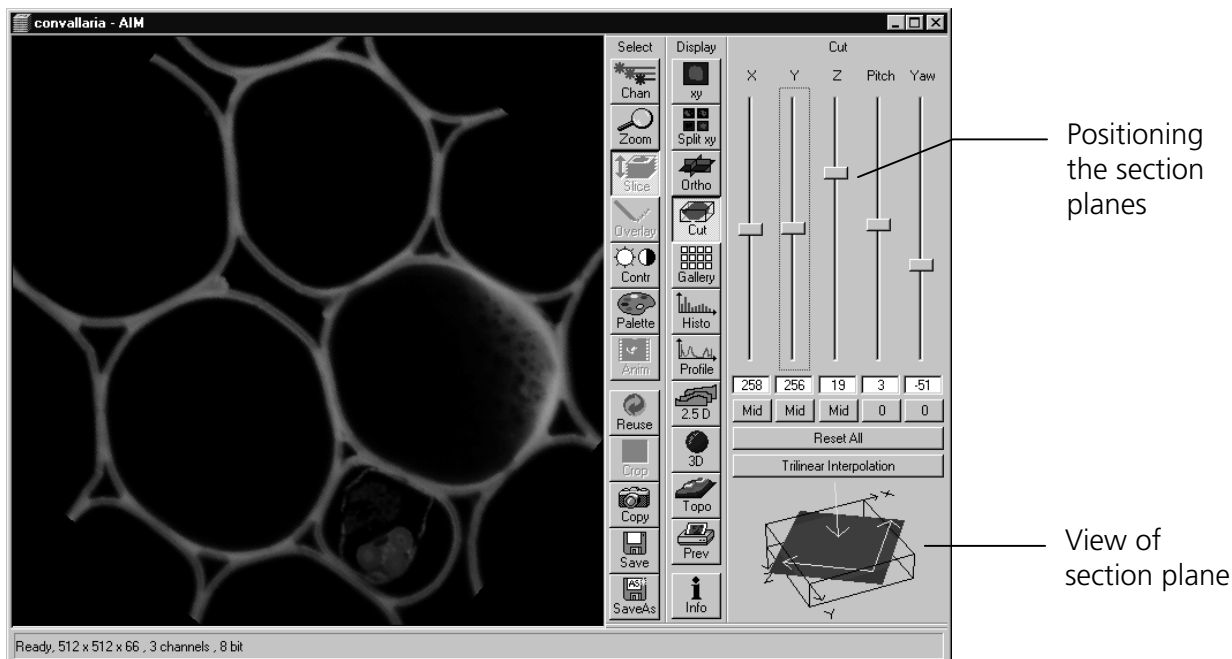 convallaria - AIM
Select
Chan
Zoom
Slice
Overlay
Contr
Palette
Anim
Reuse
Crop
Copy
Save
AS
SaveAs
Display
xy
Split xy
Ortho
Cut
Gallery
Histo
Profile
2.5 D
3D
Topo
Prev
i
Info
Cut
X Y Z Pitch Yaw
258 256 19 3 -51
Mid Mid Mid 0 0
Reset All
Trilinear Interpolation
X
Z
Y
Ready, 512 x 512 x 66 , 3 channels , 8 bit
Positioning
the section
planes
View of
section plane